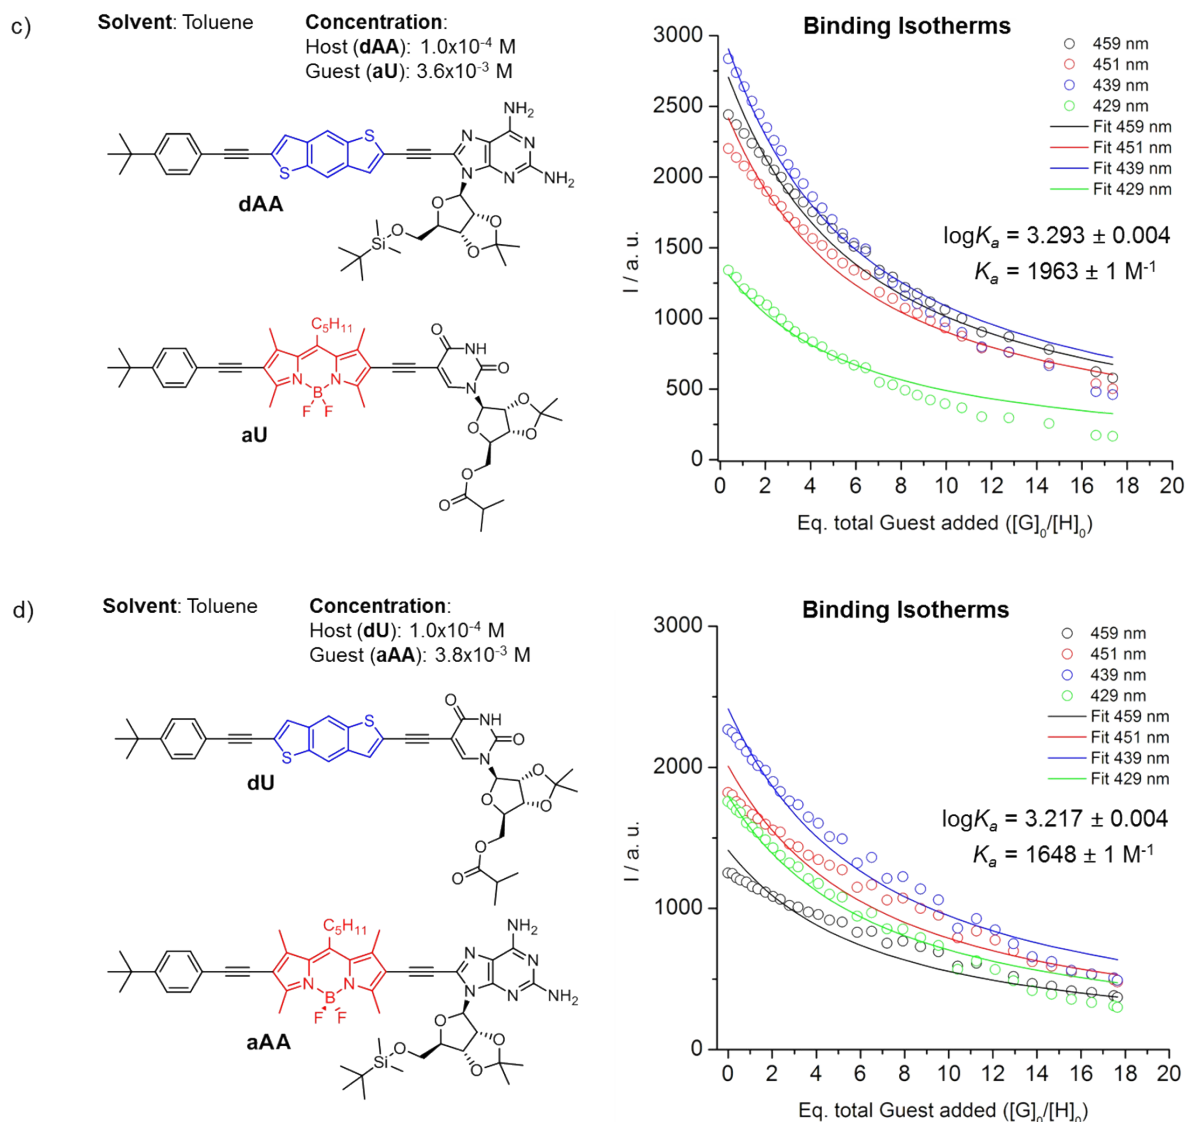 c)
Solvent: Toluene
Concentration:
Host (dAA): 1.0x10⁻⁴ M
Guest (aU): 3.6x10⁻³ M
NH₂
S
N
N
N
N
NH₂
S
dAA
O
O
O
O
Si
C₅H₁₁
O
NH
N
N
O
B
N
F
F
O
O
O
aU
O
O
Binding Isotherms
3000
2500
2000
1500
1000
500
0
459 nm
451 nm
439 nm
429 nm
Fit 459 nm
Fit 451 nm
Fit 439 nm
Fit 429 nm
logKₐ = 3.293 ± 0.004
Kₐ = 1963 ± 1 M⁻¹
I / a. u.
0 2 4 6 8 10 12 14 16 18 20
Eq. total Guest added ([G]₀/[H]₀)
d)
Solvent: Toluene
Concentration:
Host (dU): 1.0x10⁻⁴ M
Guest (aAA): 3.8x10⁻³ M
O
NH
S
N
O
S
dU
O
O
O
O
O
C₅H₁₁
NH₂
N
N
N
N
B
N
N
NH₂
F
F
aAA
O
O
O
O
Si
Binding Isotherms
3000
2000
1000
0
459 nm
451 nm
439 nm
429 nm
Fit 459 nm
Fit 451 nm
Fit 439 nm
Fit 429 nm
logKₐ = 3.217 ± 0.004
Kₐ = 1648 ± 1 M⁻¹
I / a. u.
0 2 4 6 8 10 12 14 16 18 20
Eq. total Guest added ([G]₀/[H]₀)